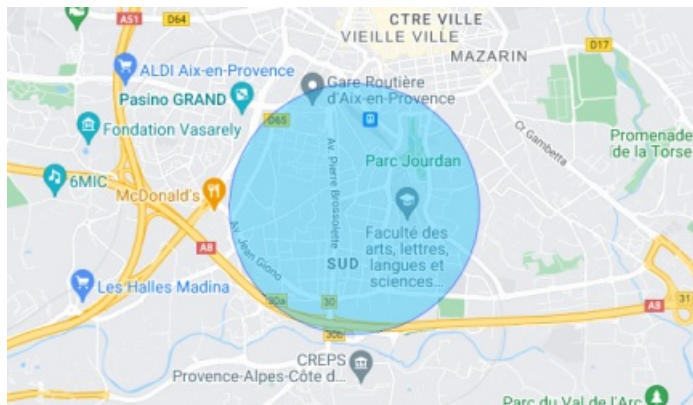 A51
D64
CTRE VILLE
VIEILLE VILLE
D17
MAZARIN
ALDI Aix-en-Provence
Gare Routière
d'Aix-en-Provence
Pasino GRAND
D65
Fondation Vasarely
Cr Gambetta
Promenade
de la Torse
Av. Pierre Brossolette
Parc Jourdan
6MIC
McDonald's
Faculté des
arts, lettres,
langues et
sciences...
Av. Jean Giono
A8
SUD
Les Halles Madina
30a
30
31
A8
30b
CREPS
Provence-Alpes-Côte d...
Parc du Val de l'Arc